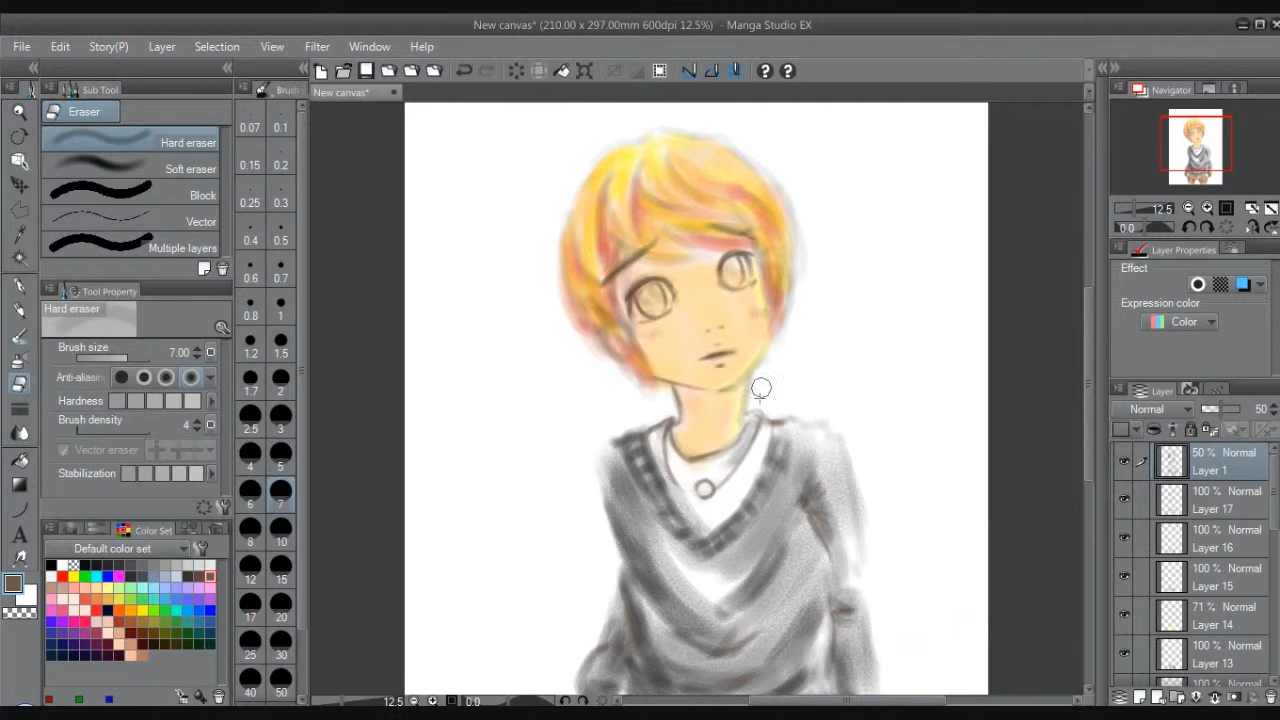 New canvas* (210.00 x 297.00mm 600dpi 12.5%) - Manga Studio EX
File Edit Story(P) Layer Selection View Filter Window Help
Sub Tool
Brush
New canvas*
Navigator
Eraser
Hard eraser
Soft eraser
Block
Vector
Multiple layers
0.07 0.1
0.15 0.2
0.25 0.3
0.4 0.5
0.6 0.7
0.8 1
1.2 1.5
1.7 2
2.5 3
4 5
6 7
8 10
12 15
17 20
25 30
40 50
Tool Property
Hard eraser
Brush size 7.00
Anti-aliasin
Hardness
Brush density 4
Vector eraser
Stabilization
Color Set
Default color set
12.5 0.0
12.5
0.0
Layer Properties
Effect
Expression color
Color
Layer
Normal 50
50 % Normal
Layer 1
100 % Normal
Layer 17
100 % Normal
Layer 16
100 % Normal
Layer 15
71 % Normal
Layer 14
100 % Normal
Layer 13
100 % Normal